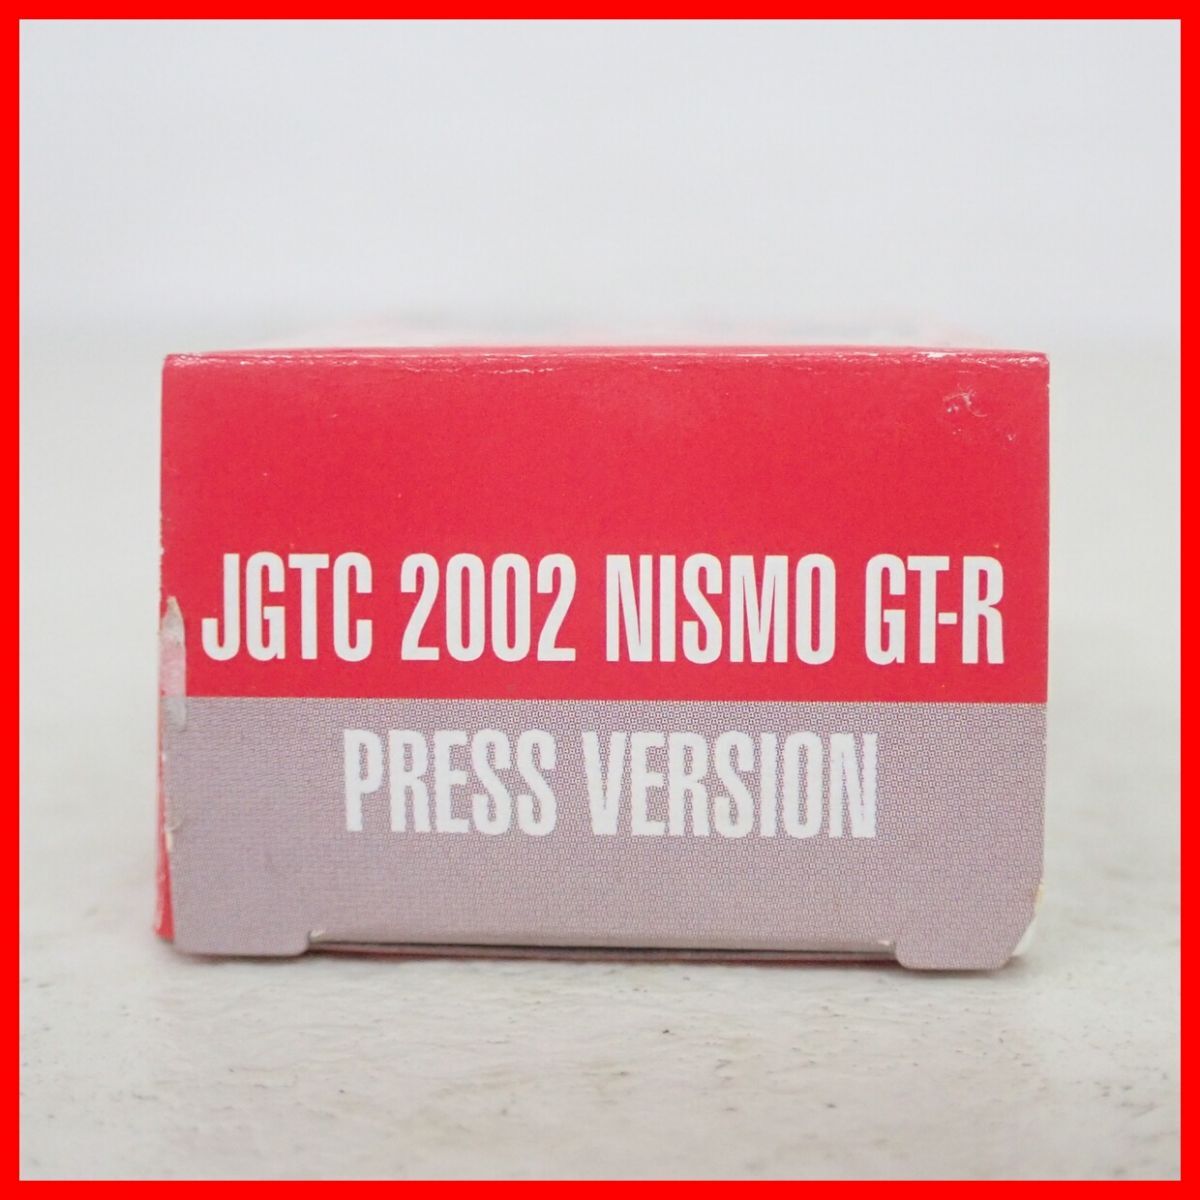 JGTC 2002 NISMO GT-R
PRESS VERSION